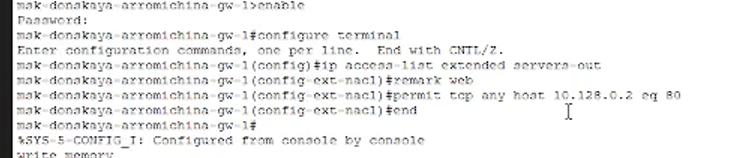 msk-donskaya-arromichina-gw-1>enable
Password:
msk-donskaya-arromichina-gw-1#configure terminal
Enter configuration commands, one per line.  End with CNTL/Z.
msk-donskaya-arromichina-gw-1(config)#ip access-list extended servers-out
msk-donskaya-arromichina-gw-1(config-ext-nacl)#remark web
msk-donskaya-arromichina-gw-1(config-ext-nacl)#permit tcp any host 10.128.0.2 eq 80
msk-donskaya-arromichina-gw-1(config-ext-nacl)#end
msk-donskaya-arromichina-gw-1#
%SYS-5-CONFIG_I: Configured from console by console
write memory